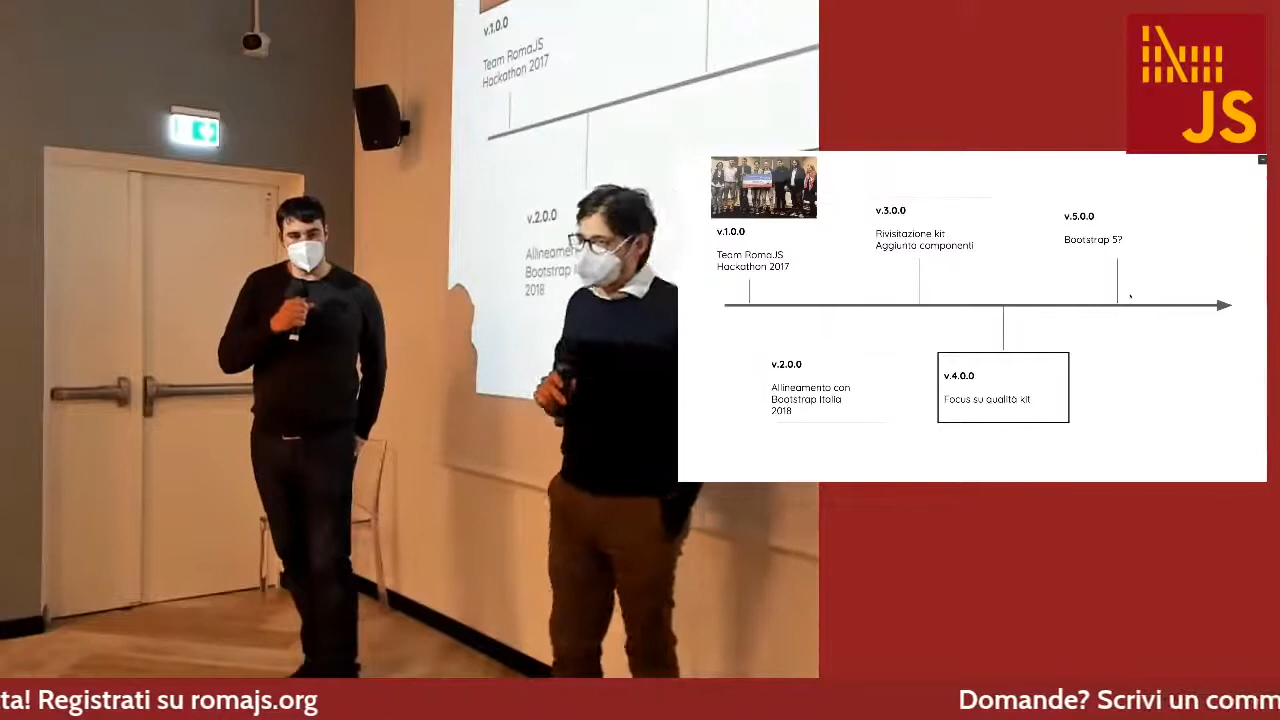 v.1.0.0
Team RomaJS
Hackathon 2017
v.2.0.0
Allineamen
Bootstrap I
2018
JS
v.1.0.0
Team RomaJS
Hackathon 2017
v.3.0.0
Rivisitazione kit
Aggiunto componenti
v.5.0.0
Bootstrap 5?
v.2.0.0
Allineamento con
Bootstrap Italia
2018
v.4.0.0
Focus su qualità kit
ta! Registrati su romajs.org
Domande? Scrivi un comm